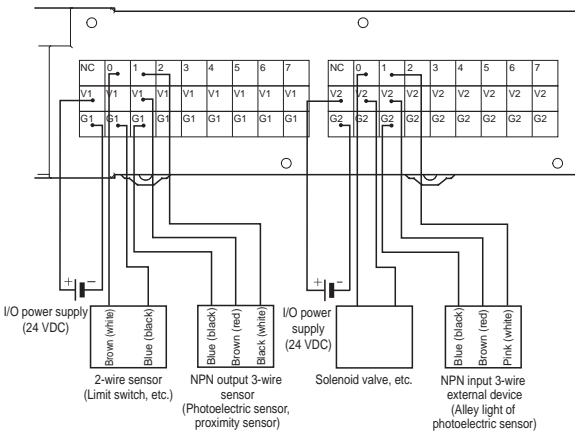 NC 0 1 2 3 4 5 6 7
V1 V1 V1 V1 V1 V1 V1 V1 V1
G1 G1 G1 G1 G1 G1 G1 G1 G1
NC 0 1 2 3 4 5 6 7
V2 V2 V2 V2 V2 V2 V2 V2 V2
G2 G2 G2 G2 G2 G2 G2 G2 G2
+ −
I/O power supply
(24 VDC)
Brown (white)
Blue (black)
2-wire sensor
(Limit switch, etc.)
Blue (black)
Brown (red)
Black (white)
NPN output 3-wire
sensor
(Photoelectric sensor,
proximity sensor)
+ −
I/O power
supply
(24 VDC)
Solenoid valve, etc.
Blue (black)
Brown (red)
Pink (white)
NPN input 3-wire
external device
(Alley light of
photoelectric sensor)